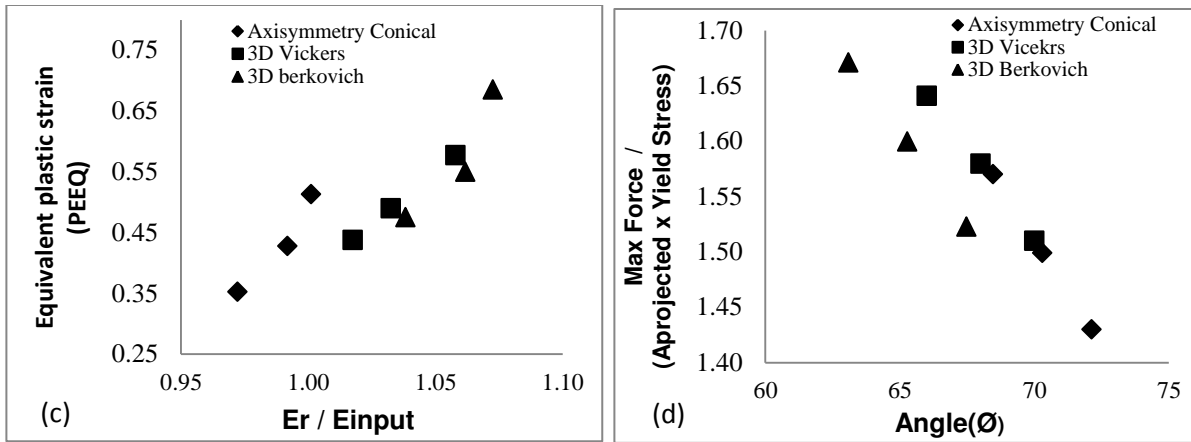 Axisymmetry Conical
3D Vickers
3D berkovich
Equivalent plastic strain
(PEEQ)
0.75
0.65
0.55
0.45
0.35
0.25
0.95
1.00
1.05
1.10
(c)
Er / Einput
Axisymmetry Conical
3D Vicekrs
3D Berkovich
Max Force /
(Aprojected x Yield Stress)
1.70
1.65
1.60
1.55
1.50
1.45
1.40
60
65
70
75
(d)
Angle(Ø)